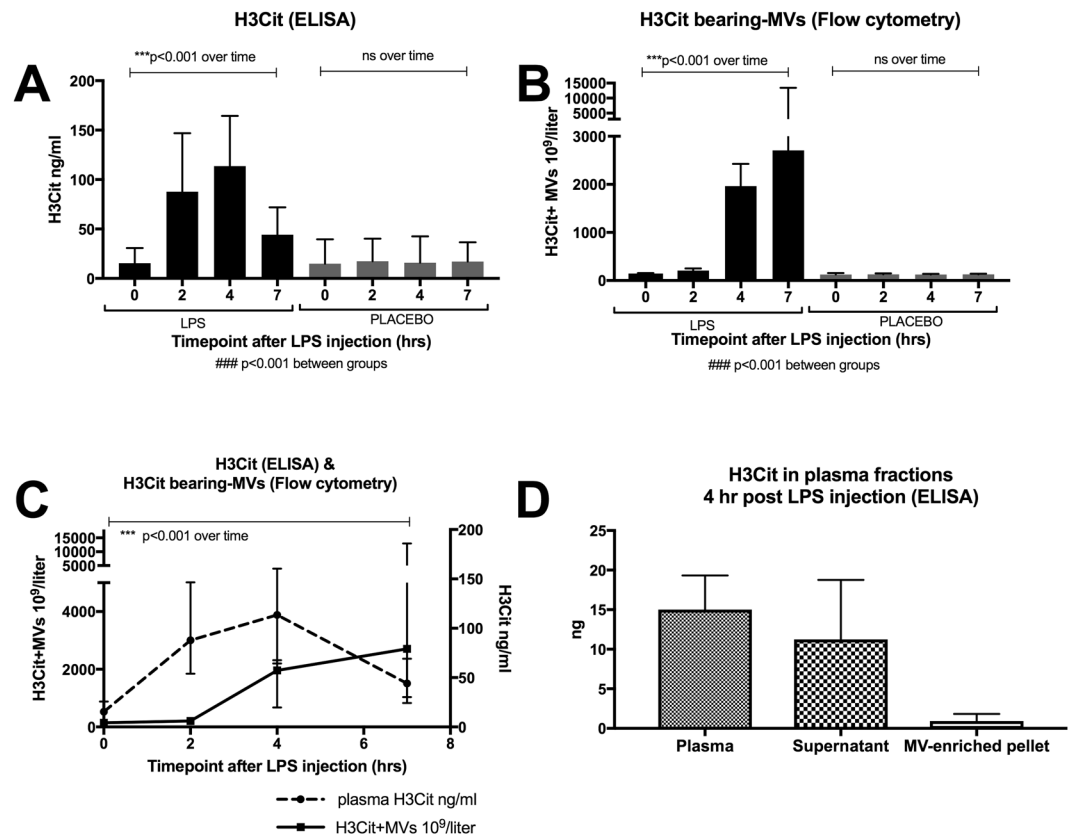 H3Cit (ELISA)
A
***p<0.001 over time
ns over time
H3Cit ng/ml
200
150
100
50
0
0 2 4 7 0 2 4 7
LPS PLACEBO
Timepoint after LPS injection (hrs)
### p<0.001 between groups
H3Cit bearing-MVs (Flow cytometry)
B
***p<0.001 over time
ns over time
H3Cit+ MVs 10⁹/liter
15000
10000
5000
3000
2000
1000
0
0 2 4 7 0 2 4 7
LPS PLACEBO
Timepoint after LPS injection (hrs)
### p<0.001 between groups
H3Cit (ELISA) &
H3Cit bearing-MVs (Flow cytometry)
C
*** p<0.001 over time
H3Cit+MVs 10⁹/liter
15000
10000
5000
4000
2000
0
200
150
100
50
0
H3Cit ng/ml
0 2 4 6 8
Timepoint after LPS injection (hrs)
plasma H3Cit ng/ml
H3Cit+MVs 10⁹/liter
H3Cit in plasma fractions
4 hr post LPS injection (ELISA)
D
ng
25
20
15
10
5
0
Plasma Supernatant MV-enriched pellet